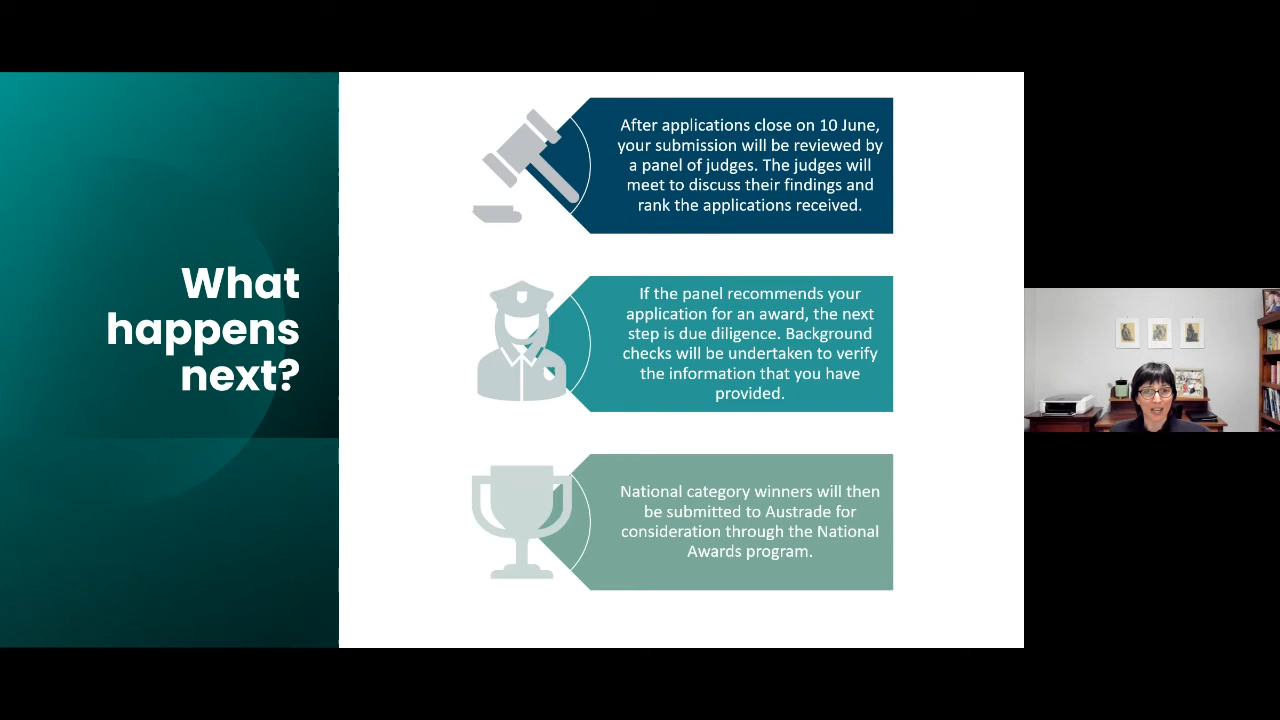 What
happens
next?
After applications close on 10 June,
your submission will be reviewed by
a panel of judges. The judges will
meet to discuss their findings and
rank the applications received.
If the panel recommends your
application for an award, the next
step is due diligence. Background
checks will be undertaken to verify
the information that you have
provided.
National category winners will then
be submitted to Austrade for
consideration through the National
Awards program.